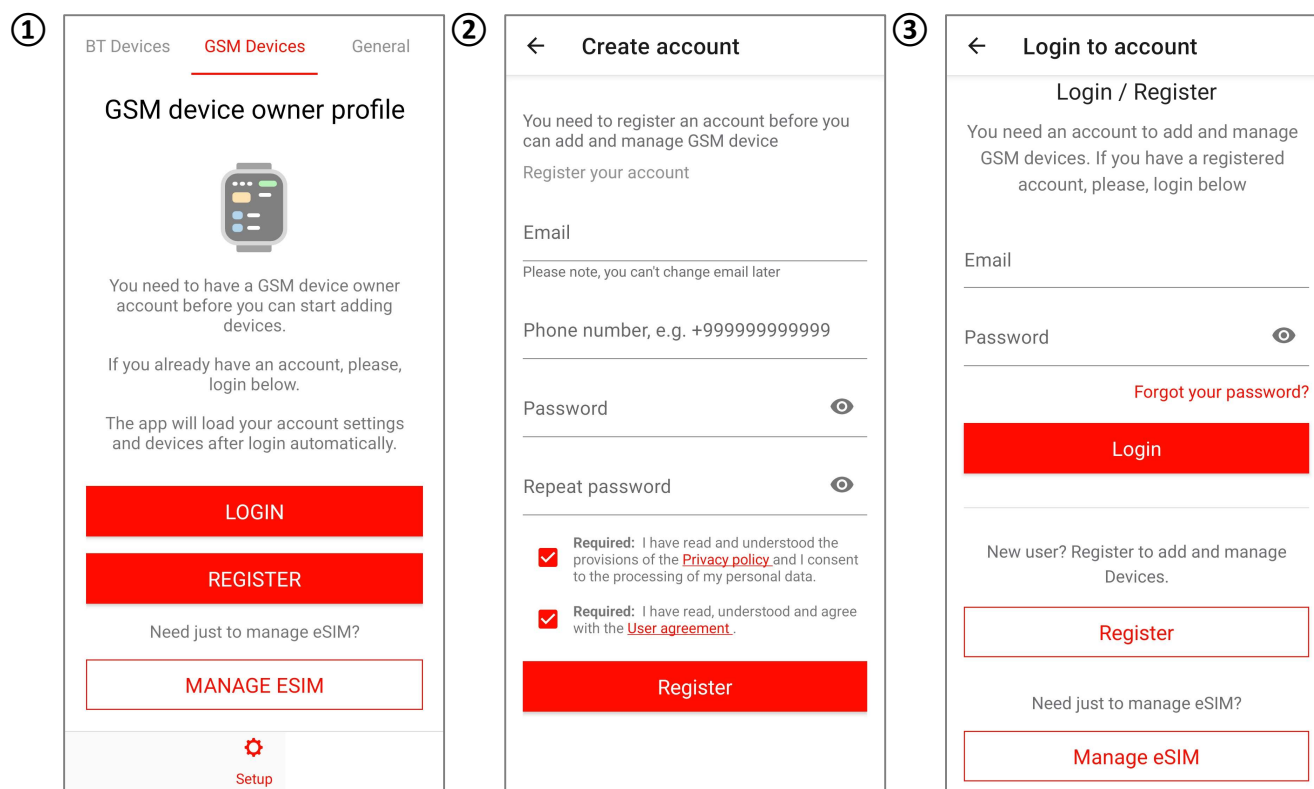 ①
BT Devices GSM Devices General
GSM device owner profile
You need to have a GSM device owner
account before you can start adding
devices.
If you already have an account, please,
login below.
The app will load your account settings
and devices after login automatically.
LOGIN
REGISTER
Need just to manage eSIM?
MANAGE ESIM
Setup
②
Create account
You need to register an account before you
can add and manage GSM device
Register your account
Email
Please note, you can't change email later
Phone number, e.g. +999999999999
Password
Repeat password
Required: I have read and understood the
provisions of the Privacy policy and I consent
to the processing of my personal data.
Required: I have read, understood and agree
with the User agreement .
Register
③
Login to account
Login / Register
You need an account to add and manage
GSM devices. If you have a registered
account, please, login below
Email
Password
Forgot your password?
Login
New user? Register to add and manage
Devices.
Register
Need just to manage eSIM?
Manage eSIM